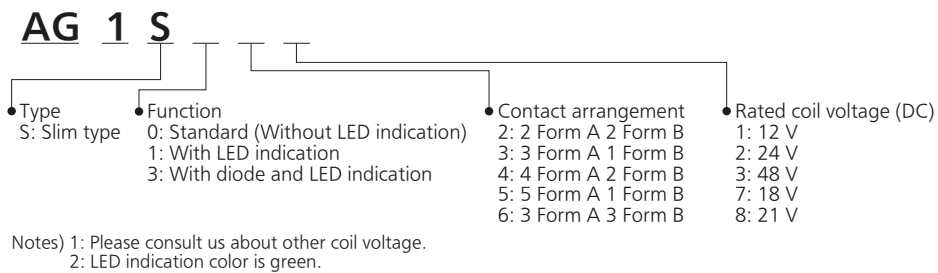 AG 1 S _ _ _
Type
S: Slim type
Function
0: Standard (Without LED indication)
1: With LED indication
3: With diode and LED indication
Contact arrangement
2: 2 Form A 2 Form B
3: 3 Form A 1 Form B
4: 4 Form A 2 Form B
5: 5 Form A 1 Form B
6: 3 Form A 3 Form B
Rated coil voltage (DC)
1: 12 V
2: 24 V
3: 48 V
7: 18 V
8: 21 V
Notes) 1: Please consult us about other coil voltage.
2: LED indication color is green.